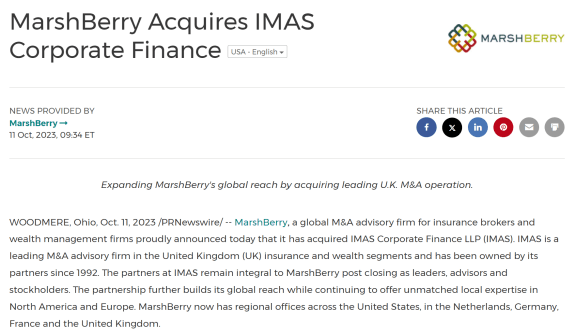 MarshBerry Acquires IMAS
Corporate Finance
USA - English
MARSHBERRY
NEWS PROVIDED BY
MarshBerry →
11 Oct, 2023, 09:34 ET
SHARE THIS ARTICLE
Expanding MarshBerry's global reach by acquiring leading U.K. M&A operation.
WOODMERE, Ohio, Oct. 11, 2023 /PRNewswire/ -- MarshBerry, a global M&A advisory firm for insurance brokers and
wealth management firms proudly announced today that it has acquired IMAS Corporate Finance LLP (IMAS). IMAS is a
leading M&A advisory firm in the United Kingdom (UK) insurance and wealth segments and has been owned by its
partners since 1992. The partners at IMAS remain integral to MarshBerry post closing as leaders, advisors and
stockholders. The partnership further builds its global reach while continuing to offer unmatched local expertise in
North America and Europe. MarshBerry now has regional offices across the United States, in the Netherlands, Germany,
France and the United Kingdom.